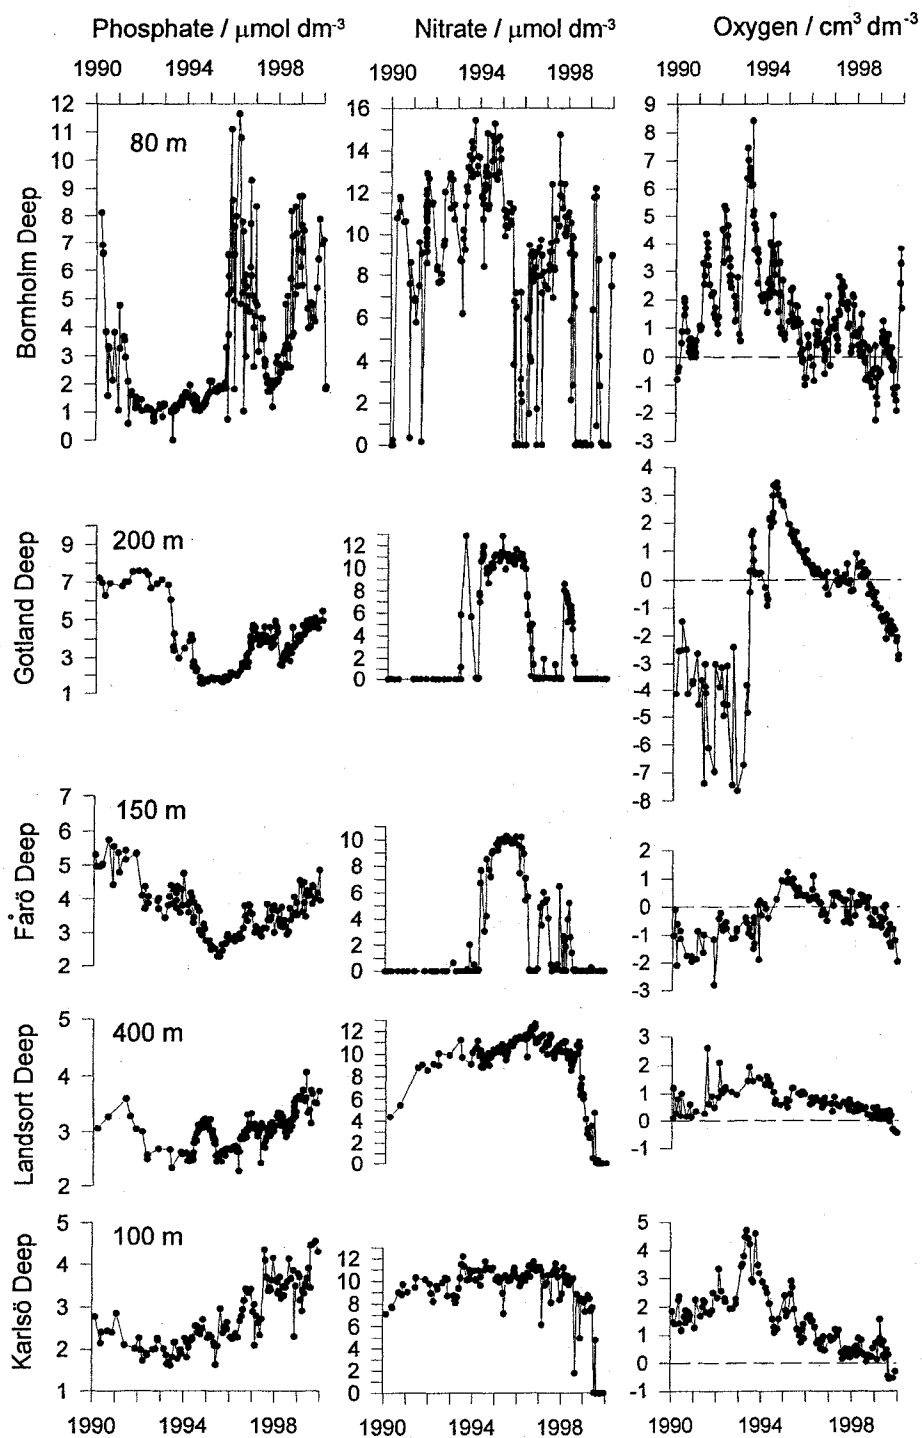 Phosphate / µmol dm-3 Nitrate / µmol dm-3 Oxygen / cm3 dm-3
1990 1994 1998 1990 1994 1998 1990 1994 1998
Bornholm Deep
80 m
12 11 10 9 8 7 6 5 4 3 2 1 0
16 14 12 10 8 6 4 2 0
9 8 7 6 5 4 3 2 1 0 -1 -2 -3
Gotland Deep
200 m
9 7 5 3 1
12 10 8 6 4 2 0
4 3 2 1 0 -1 -2 -3 -4 -5 -6 -7 -8
Fårö Deep
150 m
7 6 5 4 3 2
10 8 6 4 2 0
2 1 0 -1 -2 -3
Landsort Deep
400 m
5 4 3 2
12 10 8 6 4 2 0
3 2 1 0 -1
Karlsö Deep
100 m
5 4 3 2 1
12 10 8 6 4 2 0
5 4 3 2 1 0 -1
1990 1994 1998 1990 1994 1998 1990 1994 1998